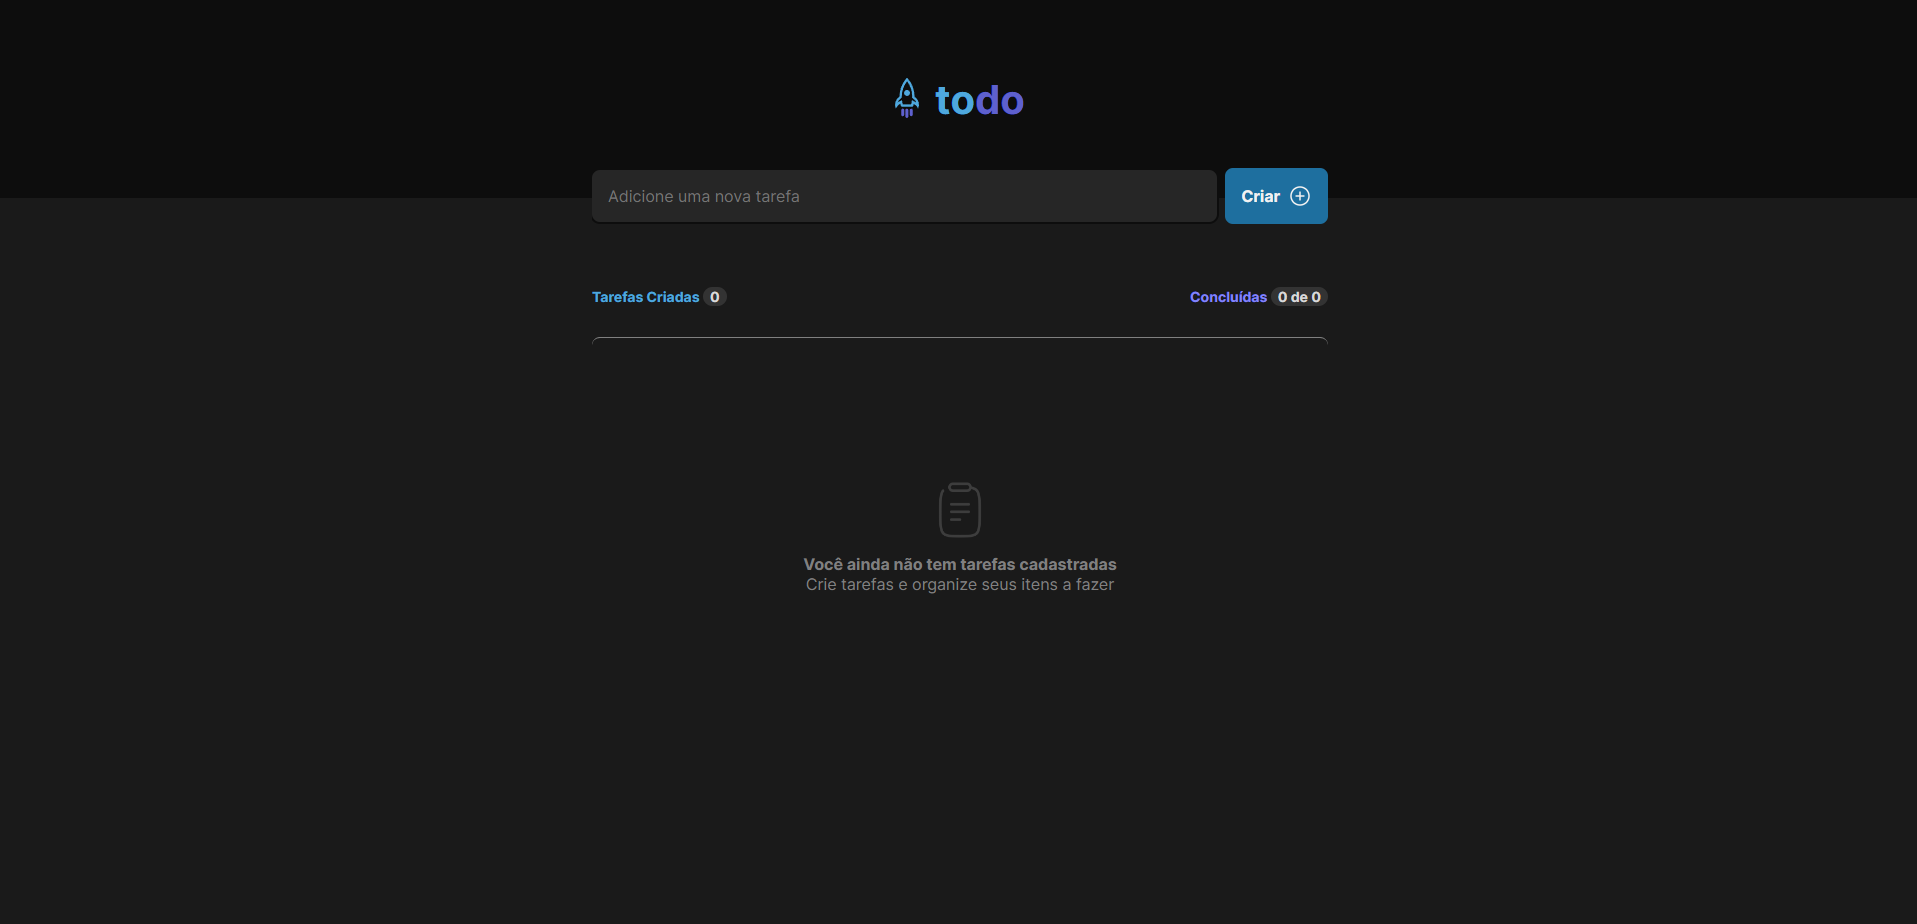 todo
Adicione uma nova tarefa
Criar
Tarefas Criadas 0
Concluídas 0 de 0
Você ainda não tem tarefas cadastradas
Crie tarefas e organize seus itens a fazer